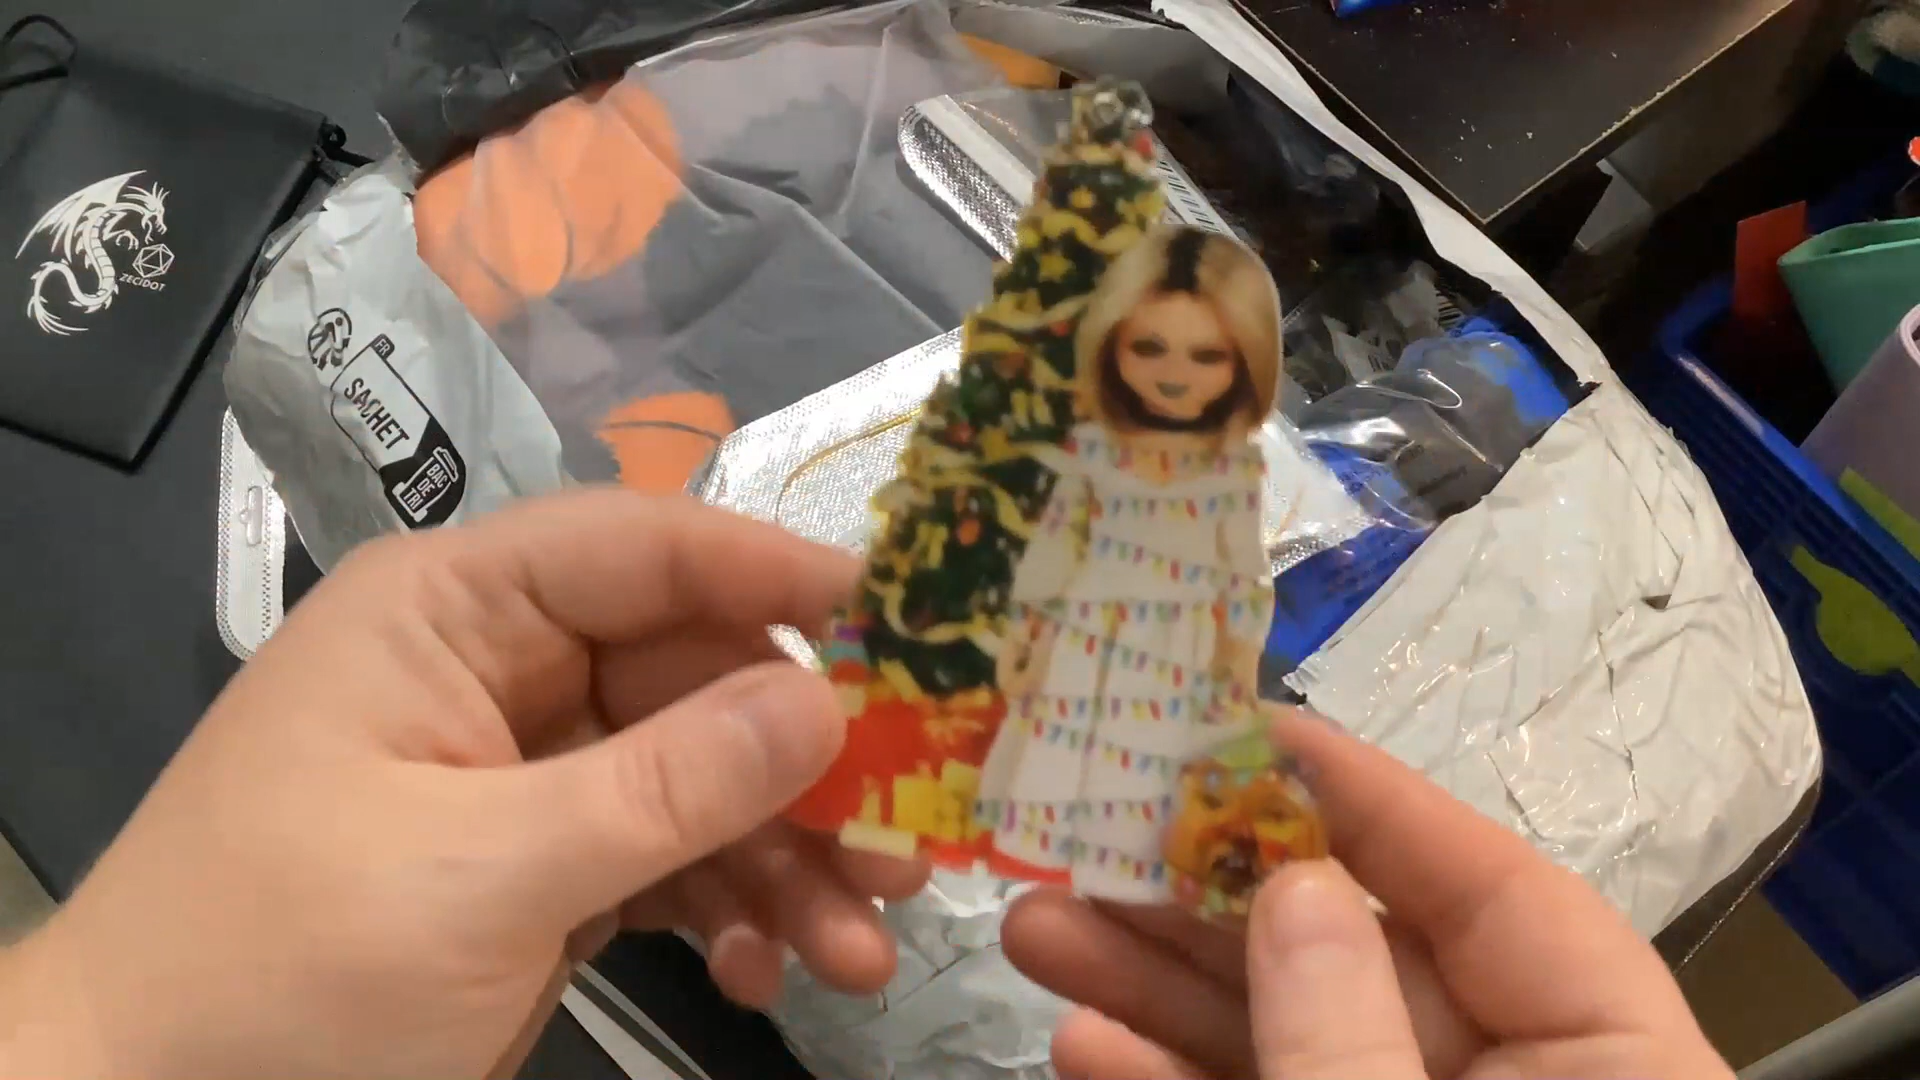 ZECIDOT
FR
SACHET
BAC
DE
TRI